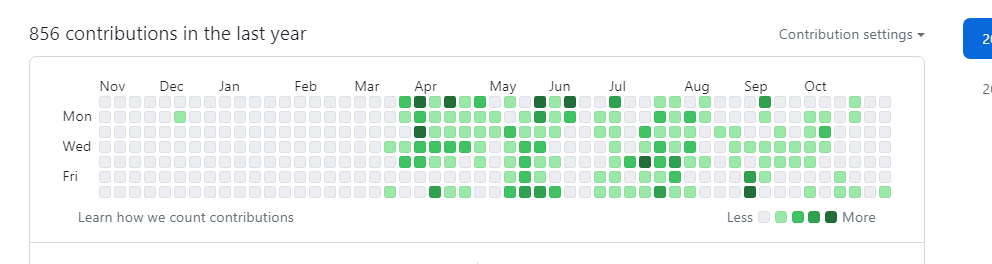 856 contributions in the last year
Contribution settings
Nov Dec Jan Feb Mar Apr May Jun Jul Aug Sep Oct
Mon
Wed
Fri
Learn how we count contributions
Less More